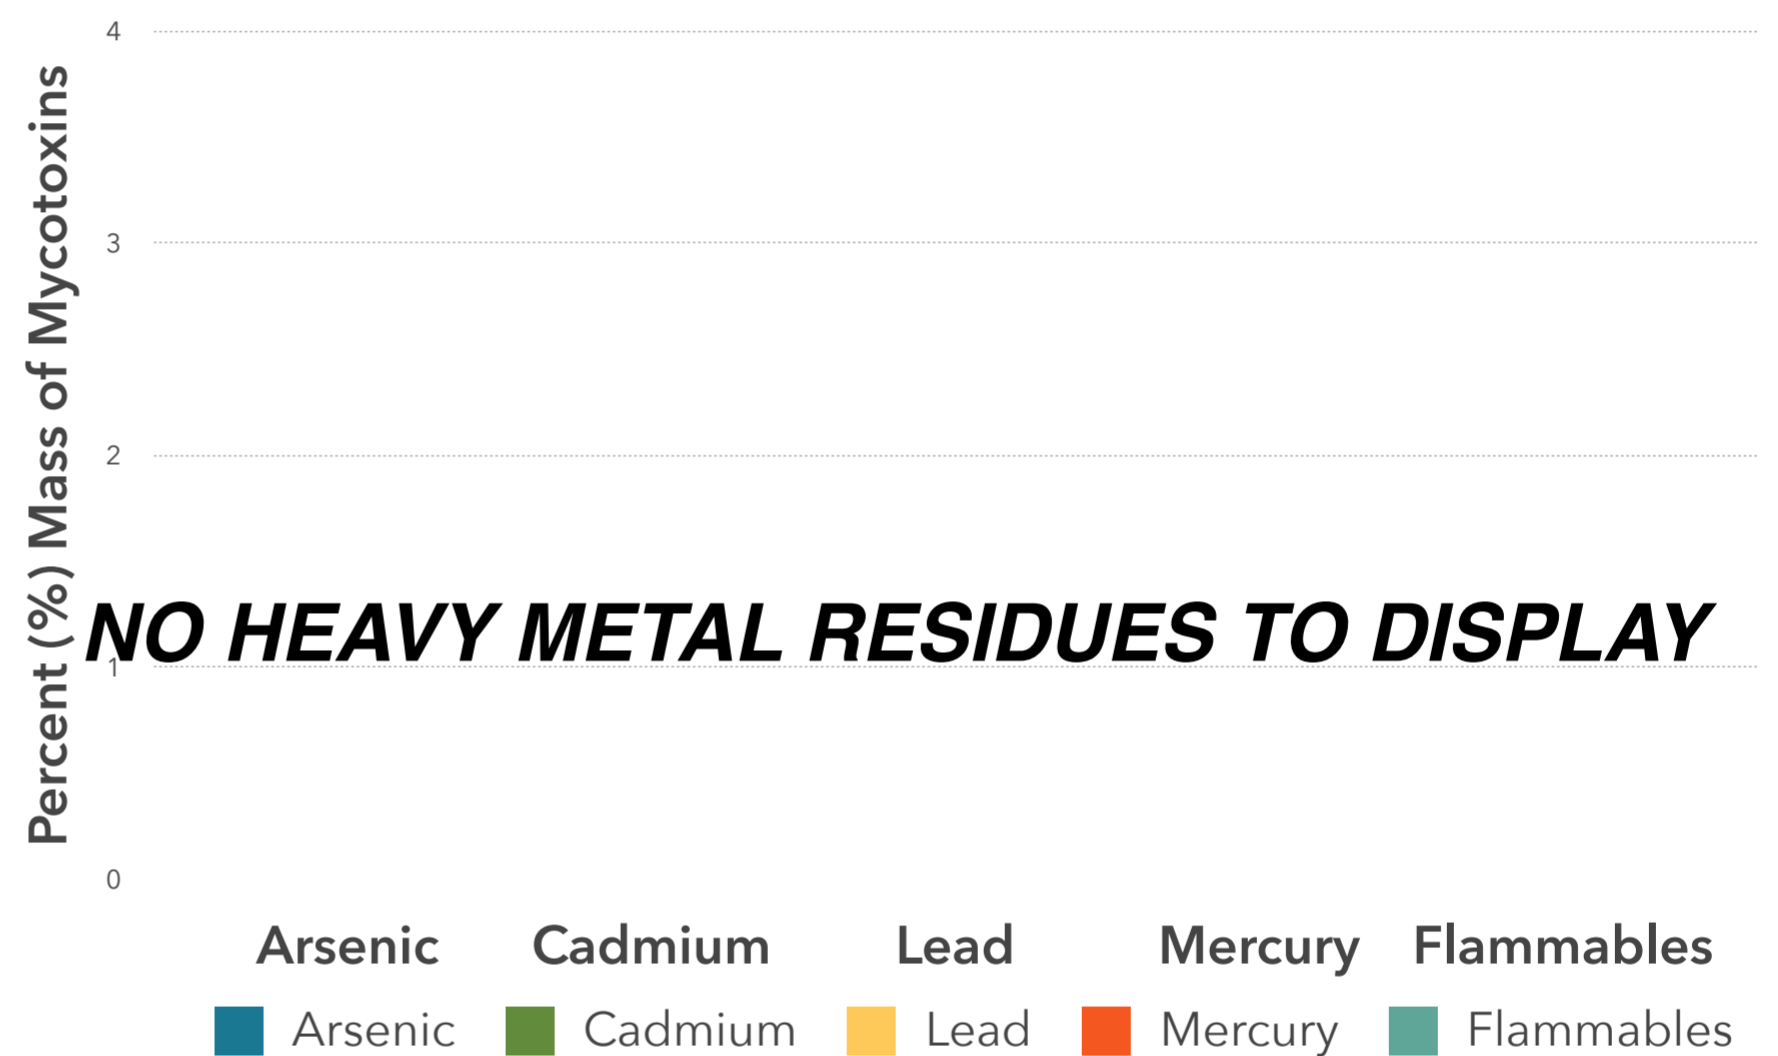 4
Percent (%) Mass of Mycotoxins
3
2
NO HEAVY METAL RESIDUES TO DISPLAY
1
0
Arsenic Cadmium Lead Mercury Flammables
Arsenic Cadmium Lead Mercury Flammables